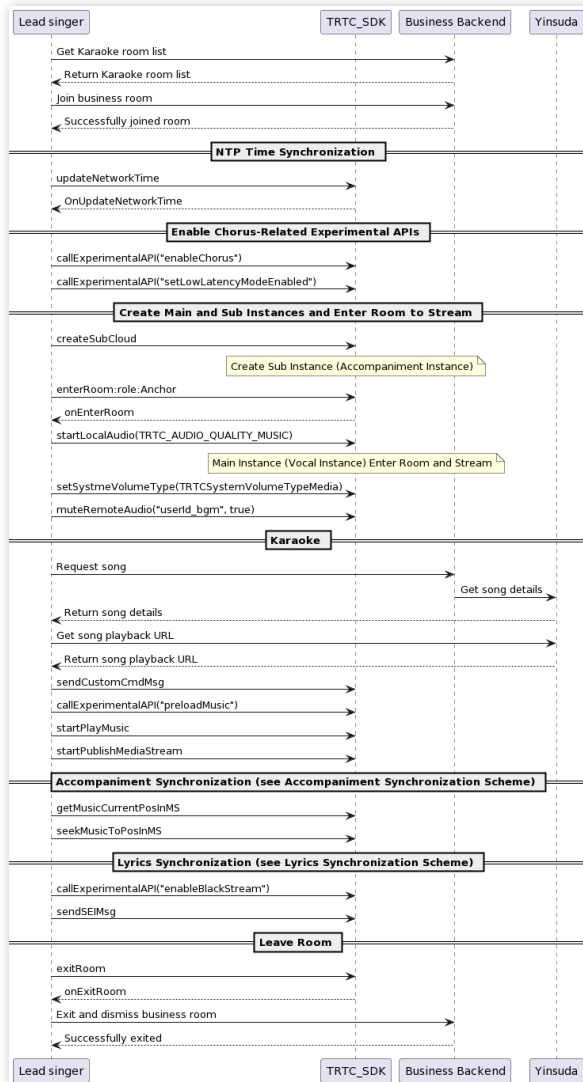 Lead singer TRTC_SDK Business Backend Yinsuda
Get Karaoke room list
Return Karaoke room list
Join business room
Successfully joined room
NTP Time Synchronization
updateNetworkTime
OnUpdateNetworkTime
Enable Chorus-Related Experimental APIs
callExperimentalAPI("enableChorus")
callExperimentalAPI("setLowLatencyModeEnabled")
Create Main and Sub Instances and Enter Room to Stream
createSubCloud
Create Sub Instance (Accompaniment Instance)
enterRoom:role:Anchor
onEnterRoom
startLocalAudio(TRTC_AUDIO_QUALITY_MUSIC)
Main Instance (Vocal Instance) Enter Room and Stream
setSystmeVolumeType(TRTCSystemVolumeTypeMedia)
muteRemoteAudio("userId_bgm", true)
Karaoke
Request song
Get song details
Return song details
Get song playback URL
Return song playback URL
sendCustomCmdMsg
callExperimentalAPI("preloadMusic")
startPlayMusic
startPublishMediaStream
Accompaniment Synchronization (see Accompaniment Synchronization Scheme)
getMusicCurrentPosInMS
seekMusicToPosInMS
Lyrics Synchronization (see Lyrics Synchronization Scheme)
callExperimentalAPI("enableBlackStream")
sendSEIMsg
Leave Room
exitRoom
onExitRoom
Exit and dismiss business room
Successfully exited
Lead singer TRTC_SDK Business Backend Yinsuda